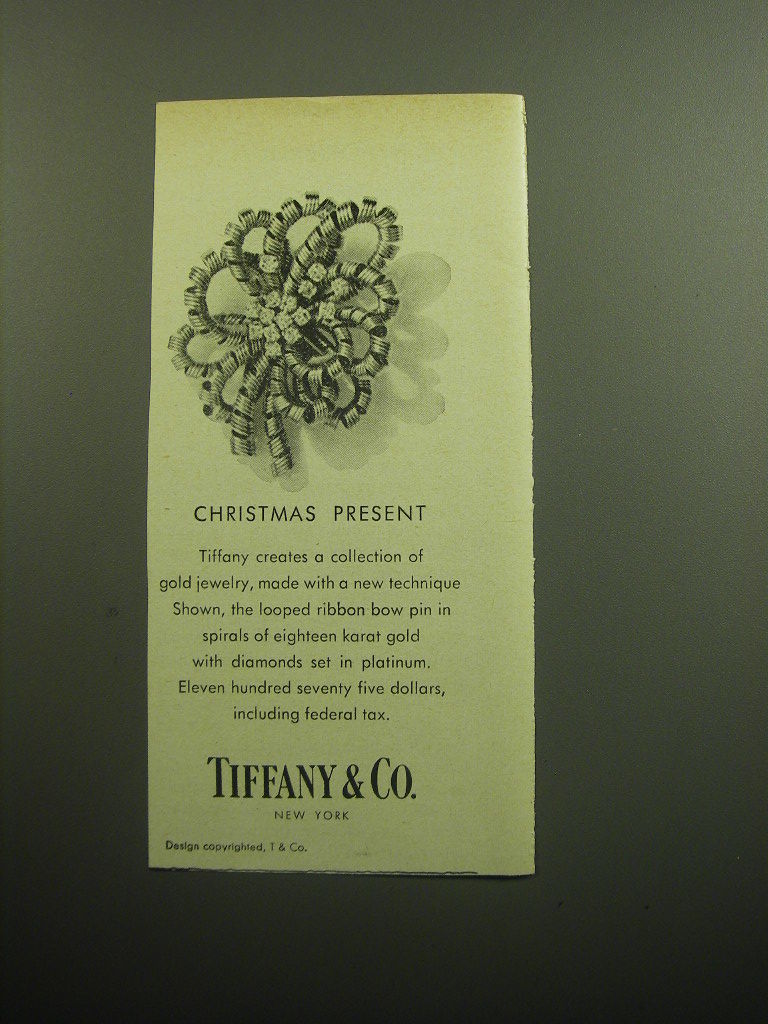 CHRISTMAS PRESENT
Tiffany creates a collection of
gold jewelry, made with a new technique
Shown, the looped ribbon bow pin in
spirals of eighteen karat gold
with diamonds set in platinum.
Eleven hundred seventy five dollars,
including federal tax.
TIFFANY & CO.
NEW YORK
Design copyrighted, T & Co.